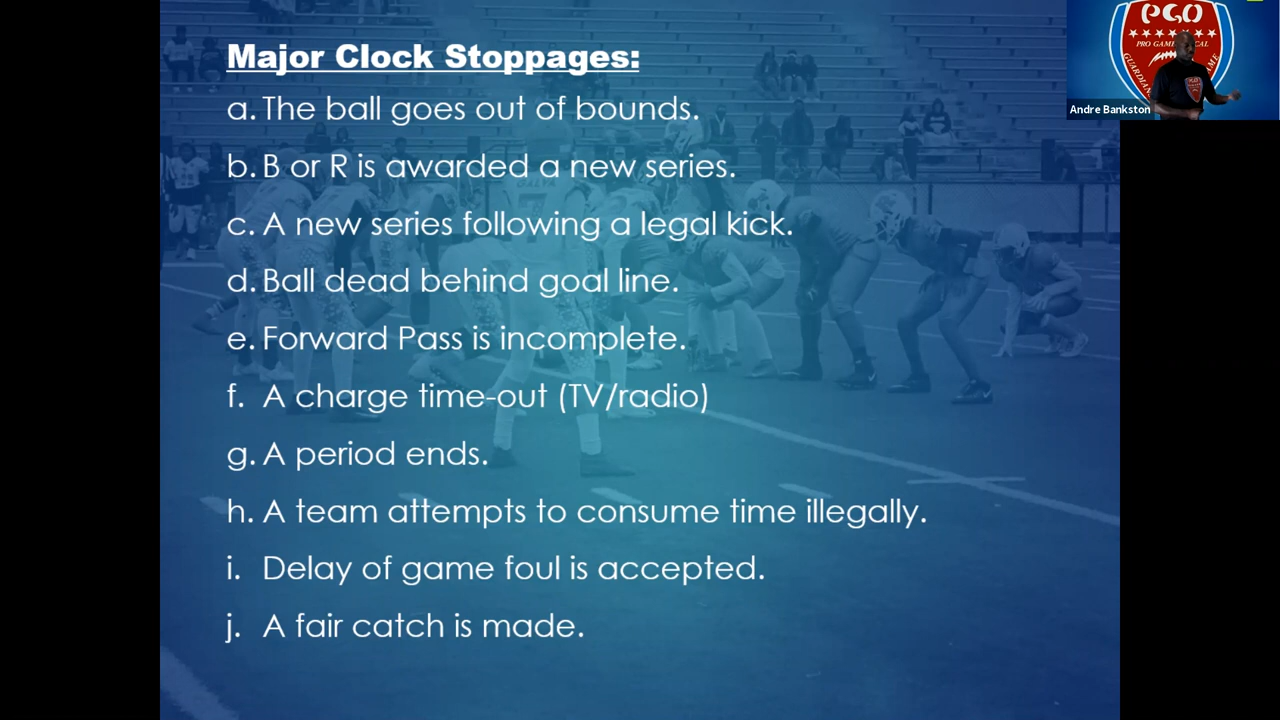 Major Clock Stoppages:
a. The ball goes out of bounds.
b. B or R is awarded a new series.
c. A new series following a legal kick.
d. Ball dead behind goal line.
e. Forward Pass is incomplete.
f. A charge time-out (TV/radio)
g. A period ends.
h. A team attempts to consume time illegally.
i. Delay of game foul is accepted.
j. A fair catch is made.
PGO
PRO GAME
Andre Bankston